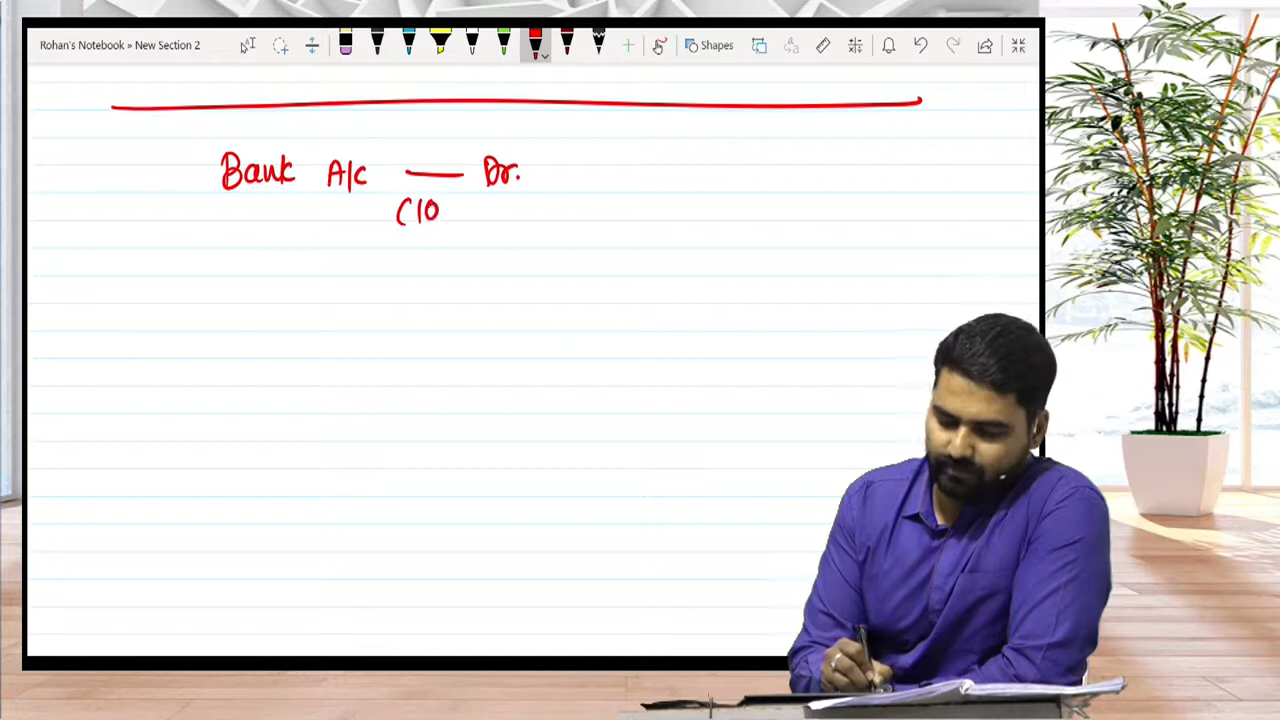 Rohan's Notebook » New Section 2
Shapes
Bank A/c — Dr.
(10